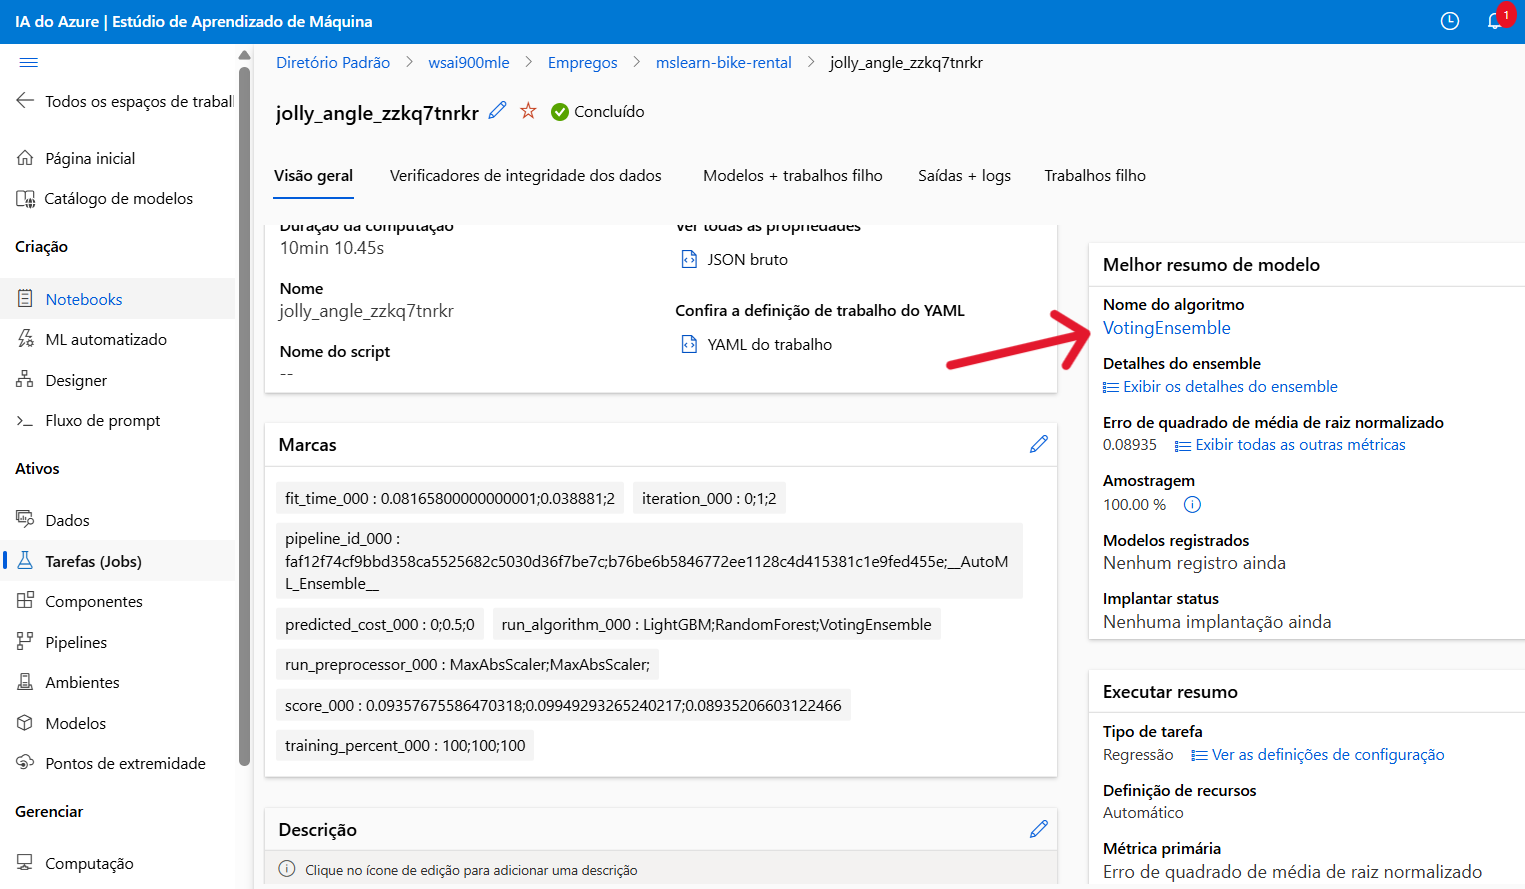 IA do Azure | Estúdio de Aprendizado de Máquina
1
Todos os espaços de trabal
Página inicial
Catálogo de modelos
Criação
Notebooks
ML automatizado
Designer
Fluxo de prompt
Ativos
Dados
Tarefas (Jobs)
Componentes
Pipelines
Ambientes
Modelos
Pontos de extremidade
Gerenciar
Computação
Diretório Padrão > wsai900mle > Empregos > mslearn-bike-rental > jolly_angle_zzkq7tnrkr
jolly_angle_zzkq7tnrkr Concluído
Visão geral Verificadores de integridade dos dados Modelos + trabalhos filho Saídas + logs Trabalhos filho
Duração da computação
10min 10.45s
Nome
jolly_angle_zzkq7tnrkr
Nome do script
--
Ver todas as propriedades
JSON bruto
Confira a definição de trabalho do YAML
YAML do trabalho
Marcas
fit_time_000 : 0.08165800000000001;0.038881;2 iteration_000 : 0;1;2
pipeline_id_000 :
faf12f74cf9bbd358ca5525682c5030d36f7be7c;b76be6b5846772ee1128c4d415381c1e9fed455e;__AutoM
L_Ensemble__
predicted_cost_000 : 0;0.5;0 run_algorithm_000 : LightGBM;RandomForest;VotingEnsemble
run_preprocessor_000 : MaxAbsScaler;MaxAbsScaler;
score_000 : 0.09357675586470318;0.09949293265240217;0.08935206603122466
training_percent_000 : 100;100;100
Descrição
Clique no ícone de edição para adicionar uma descrição
Melhor resumo de modelo
Nome do algoritmo
VotingEnsemble
Detalhes do ensemble
Exibir os detalhes do ensemble
Erro de quadrado de média de raiz normalizado
0.08935 Exibir todas as outras métricas
Amostragem
100.00 %
Modelos registrados
Nenhum registro ainda
Implantar status
Nenhuma implantação ainda
Executar resumo
Tipo de tarefa
Regressão Ver as definições de configuração
Definição de recursos
Automático
Métrica primária
Erro de quadrado de média de raiz normalizado